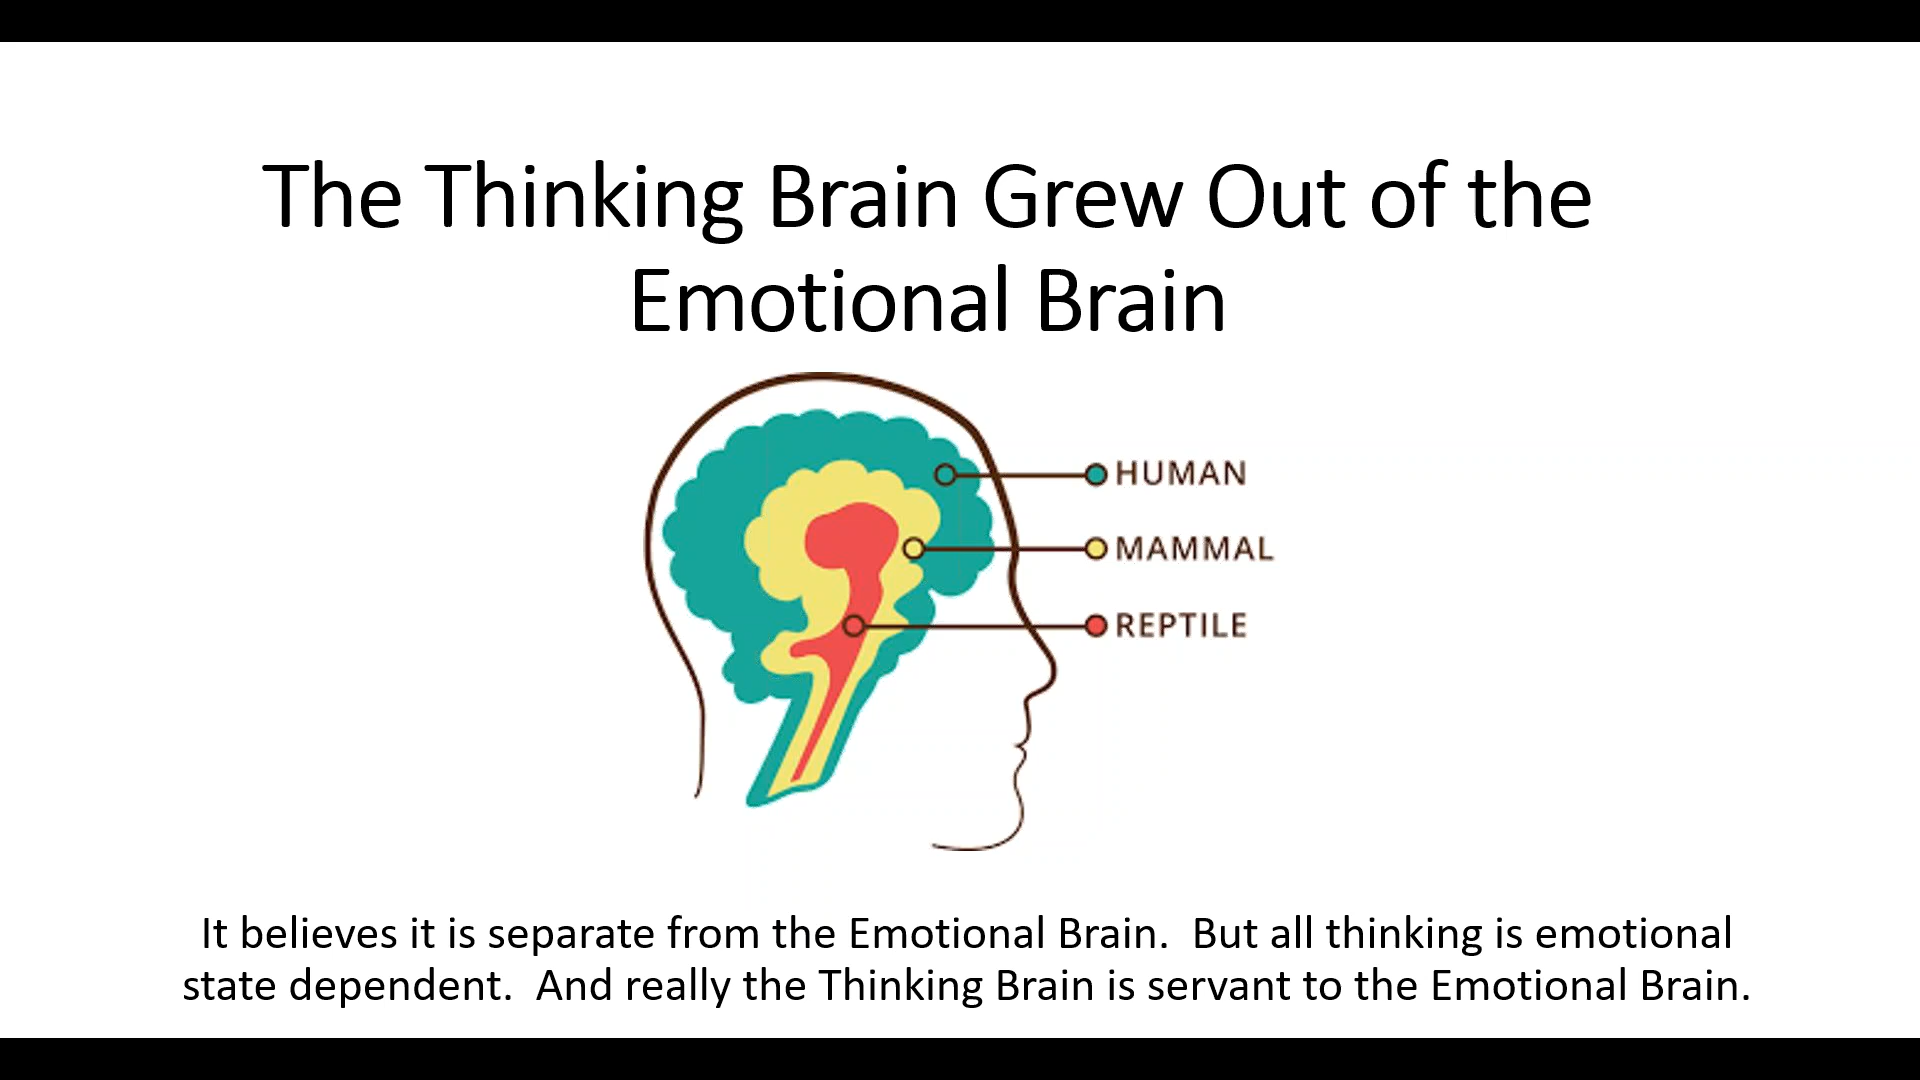 The Thinking Brain Grew Out of the
Emotional Brain
HUMAN
MAMMAL
REPTILE
It believes it is separate from the Emotional Brain.  But all thinking is emotional
state dependent.  And really the Thinking Brain is servant to the Emotional Brain.